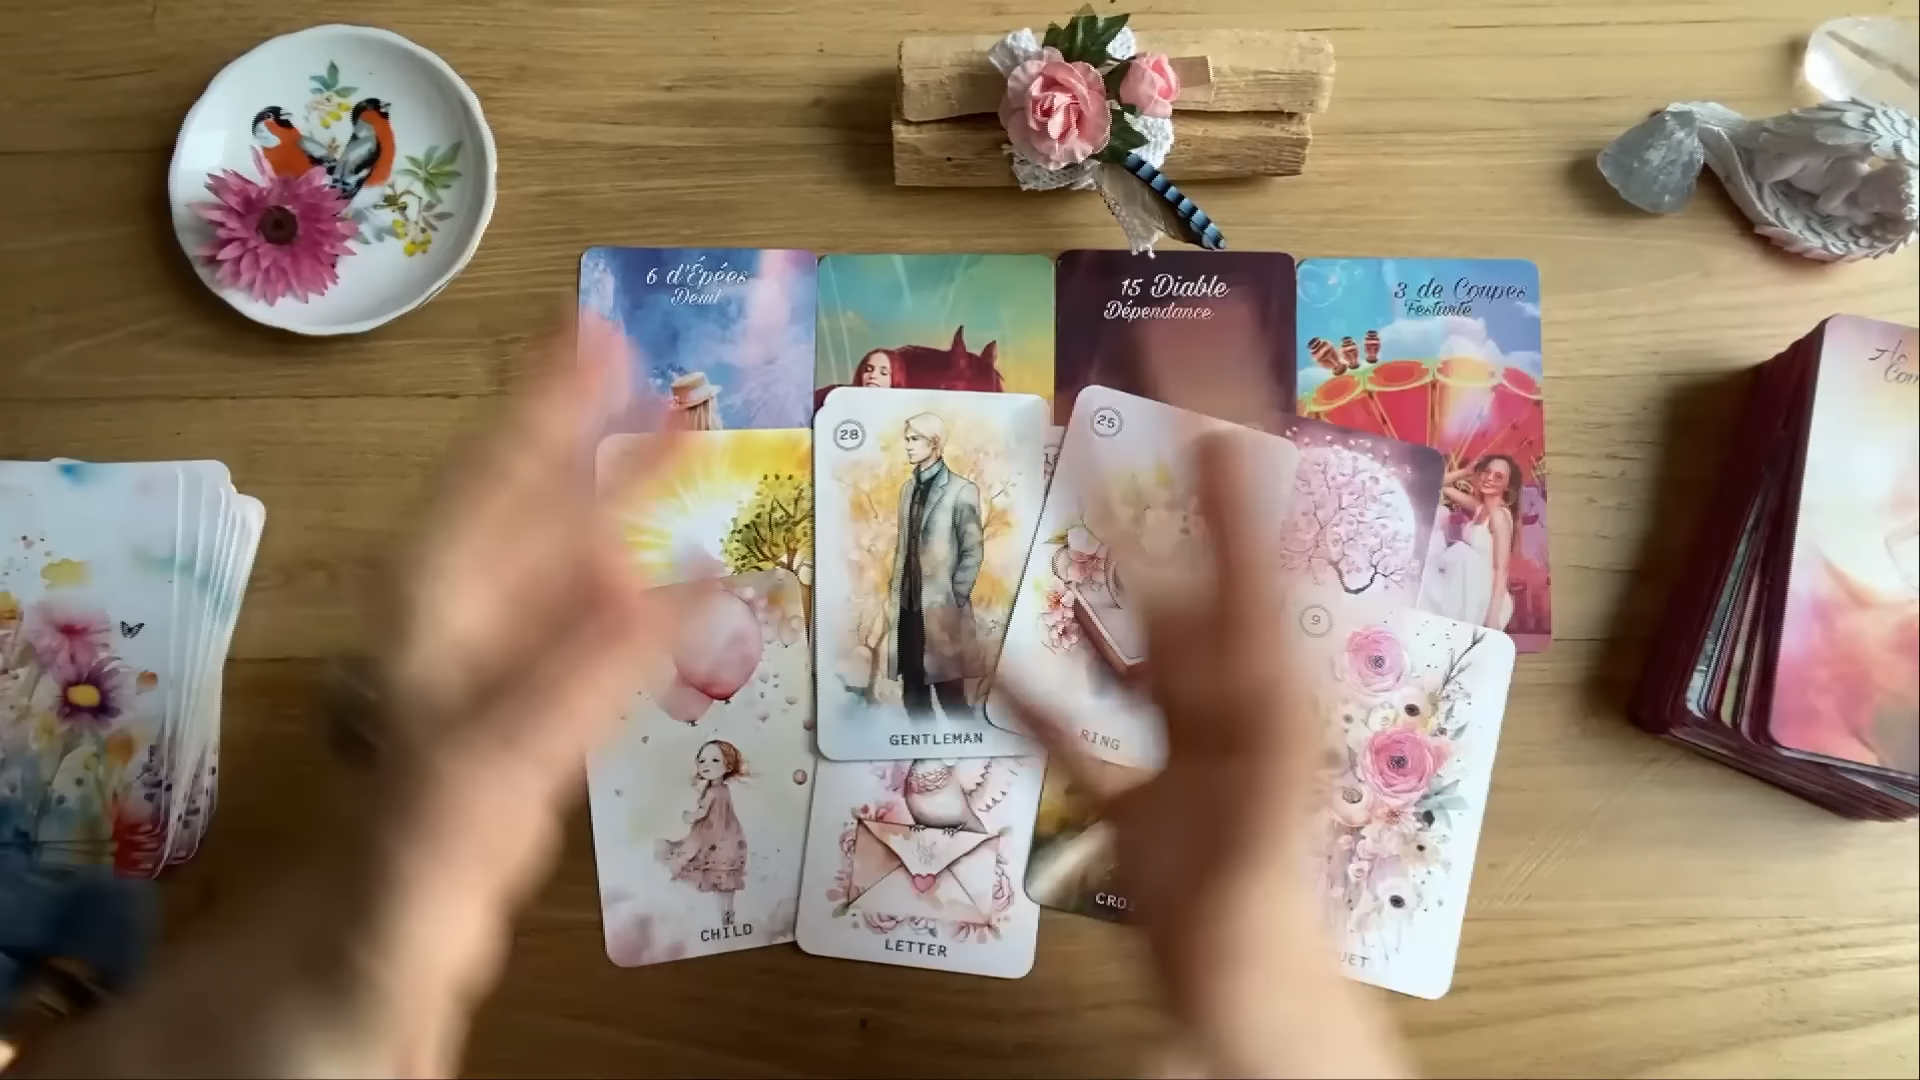 6 d'Épées
Deuil
15 Diable
Dépendance
3 de Coupes
Festivité
28
25
9
GENTLEMAN
RING
CHILD
LETTER